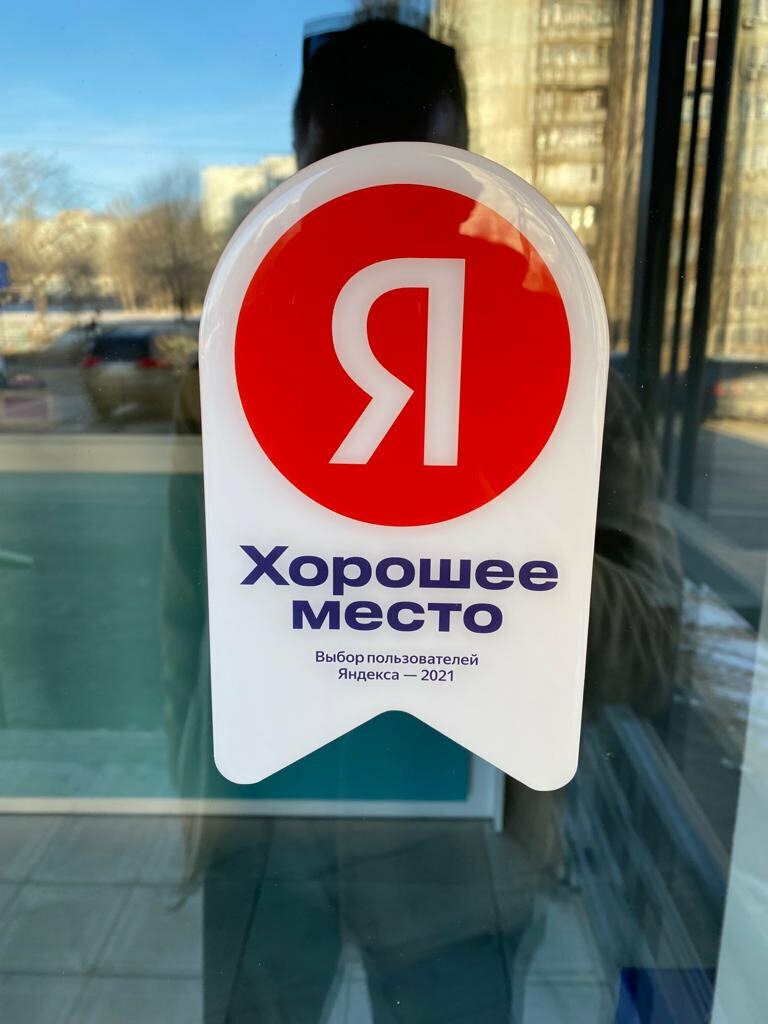 Я
Хорошее
место
Выбор пользователей
Яндекса — 2021